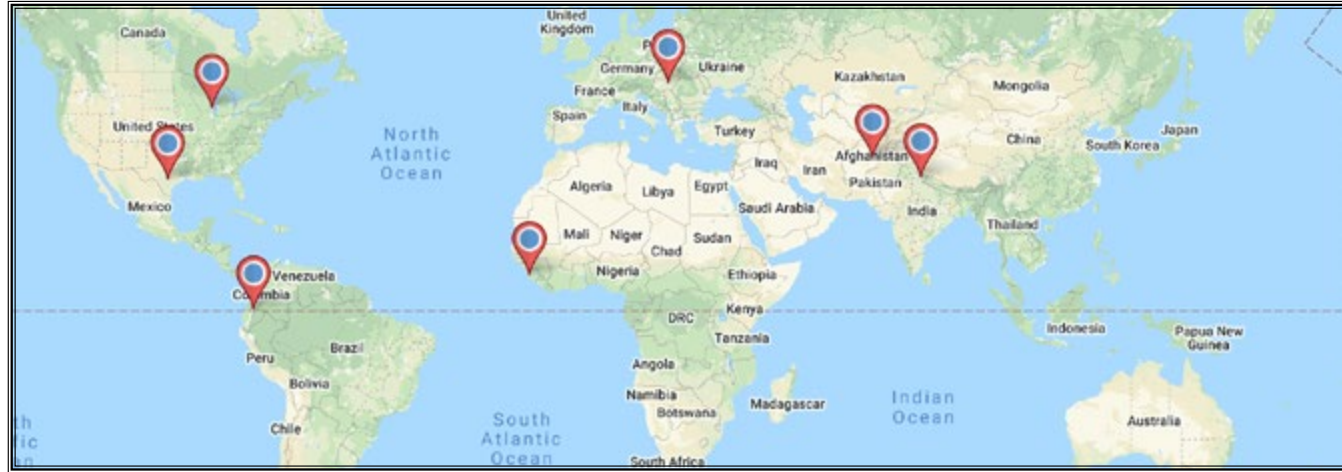 Canada
United
Kingdom
Germany
Ukraine
Kazakhstan
Mongolia
France
Italy
Spain
United States
North
Atlantic
Ocean
Turkey
China
Japan
South Korea
Afghanistan
Iraq
Iran
Pakistan
Algeria
Libya
Egypt
Mexico
Saudi Arabia
India
Thailand
Mali
Niger
Chad
Sudan
Venezuela
Nigeria
Ethiopia
Colombia
Kenya
DRC
Indonesia
Papua New
Guinea
Tanzania
Peru
Brazil
Angola
Bolivia
Namibia
Botswana
Madagascar
Indian
Ocean
Australia
Chile
South
Atlantic
Ocean
South Africa